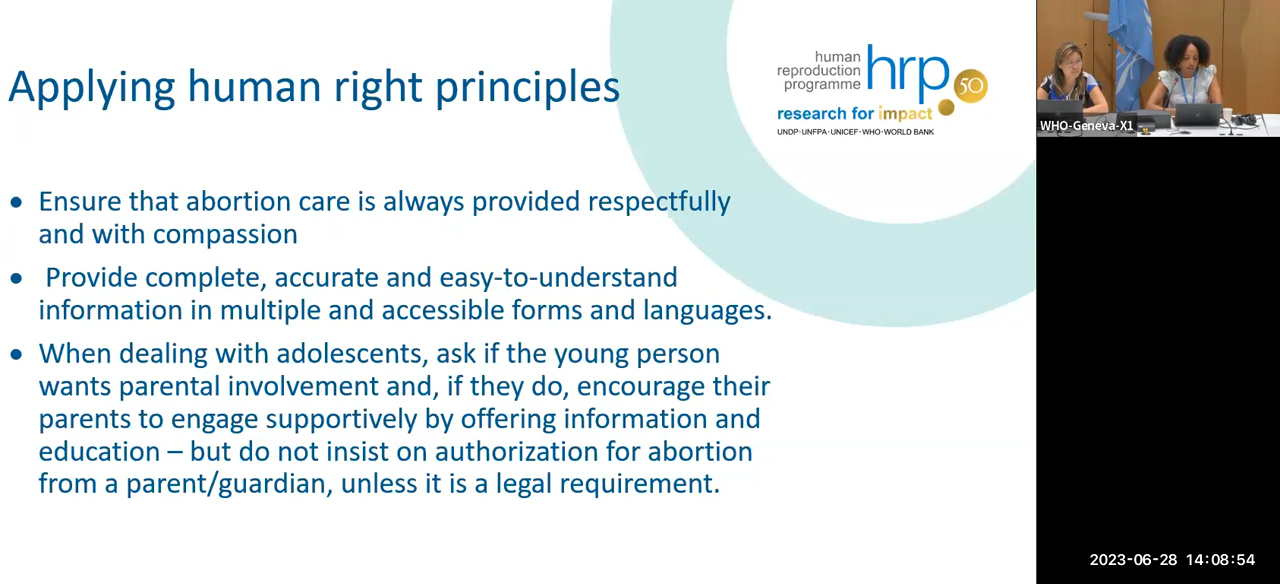 Applying human right principles
human
reproduction
programme
hrp
50
research for impact
UNDP·UNFPA·UNICEF·WHO·WORLD BANK
• Ensure that abortion care is always provided respectfully
and with compassion
• Provide complete, accurate and easy-to-understand
information in multiple and accessible forms and languages.
• When dealing with adolescents, ask if the young person
wants parental involvement and, if they do, encourage their
parents to engage supportively by offering information and
education – but do not insist on authorization for abortion
from a parent/guardian, unless it is a legal requirement.
WHO-Geneva-X1
2023-06-28 14:08:54